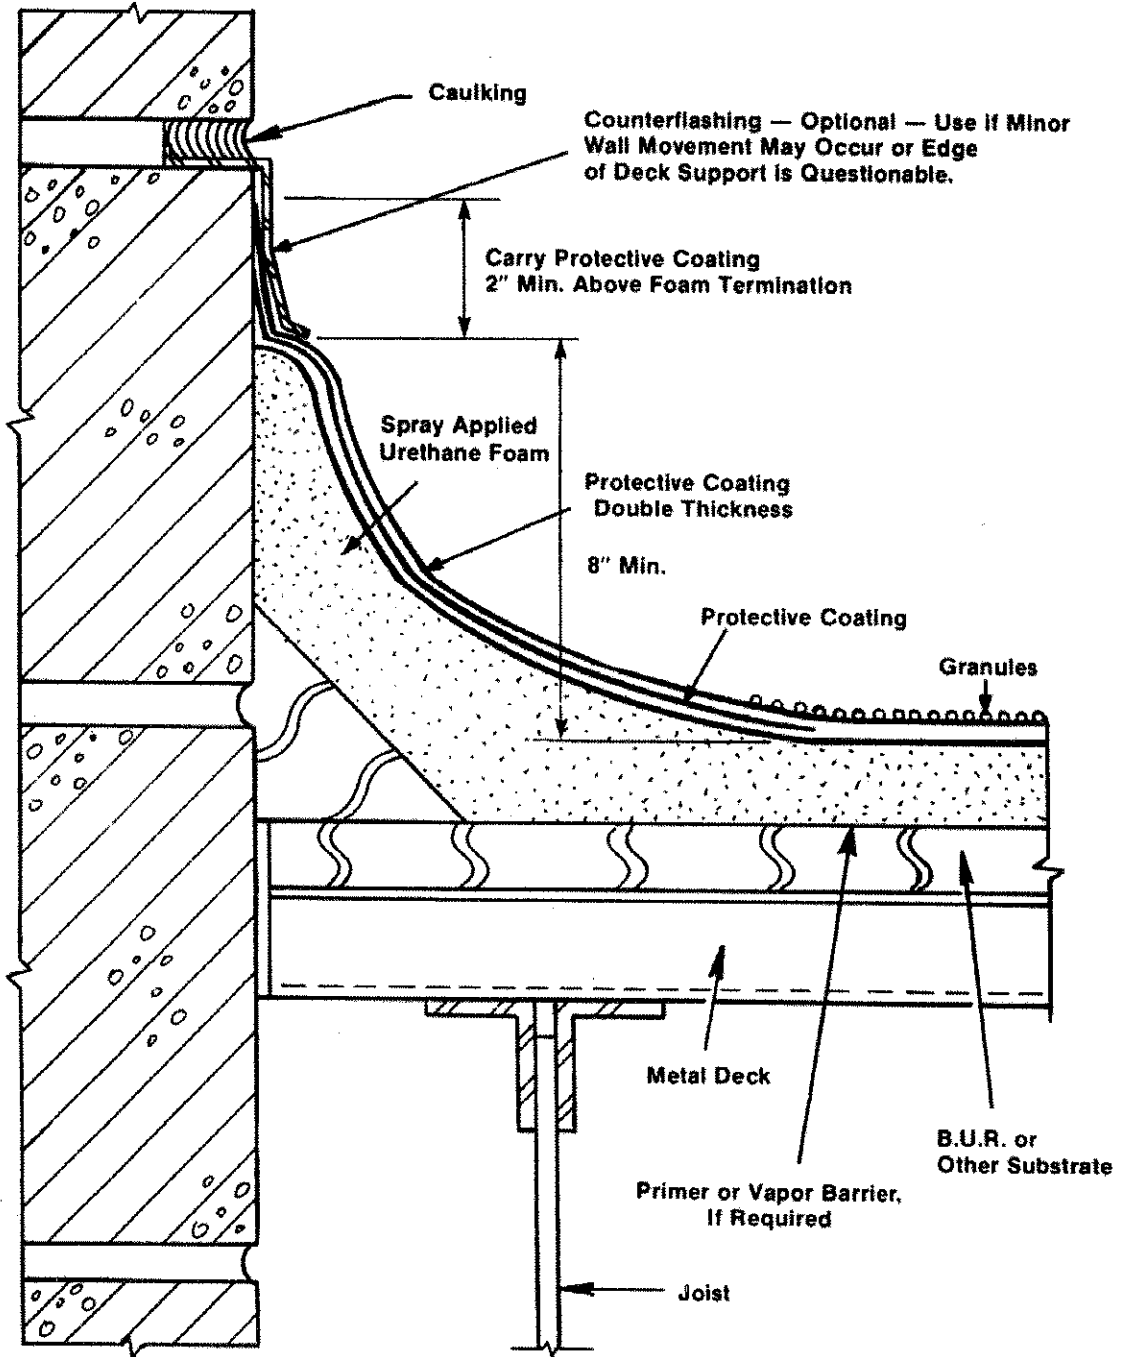 Caulking
Counterflashing — Optional — Use if Minor
Wall Movement May Occur or Edge
of Deck Support is Questionable.
Carry Protective Coating
2" Min. Above Foam Termination
Spray Applied
Urethane Foam
Protective Coating
Double Thickness
8" Min.
Protective Coating
Granules
Metal Deck
B.U.R. or
Other Substrate
Primer or Vapor Barrier,
If Required
Joist